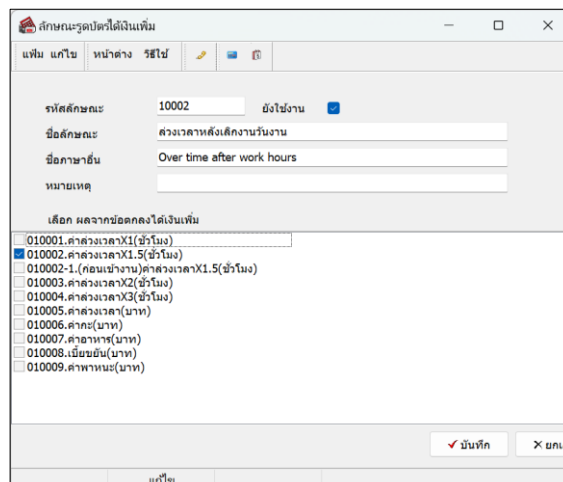 ลักษณะรูดบัตรได้เงินเพิ่ม
แฟ้ม แก้ไข หน้าต่าง วิธีใช้
รหัสลักษณะ 10002 ยังใช้งาน
ชื่อลักษณะ ล่วงเวลาหลังเลิกงานวันงาน
ชื่อภาษาอื่น Over time after work hours
หมายเหตุ
เลือก ผลจากข้อตกลงได้เงินเพิ่ม
010001.ค่าล่วงเวลาX1(ชั่วโมง)
010002.ค่าล่วงเวลาX1.5(ชั่วโมง)
010002-1.(ก่อนเข้างาน)ค่าล่วงเวลาX1.5(ชั่วโมง)
010003.ค่าล่วงเวลาX2(ชั่วโมง)
010004.ค่าล่วงเวลาX3(ชั่วโมง)
010005.ค่าล่วงเวลา(บาท)
010006.ค่ากะ(บาท)
010007.ค่าอาหาร(บาท)
010008.เบี้ยขยัน(บาท)
010009.ค่าพาหนะ(บาท)
บันทึก
แก้ไข